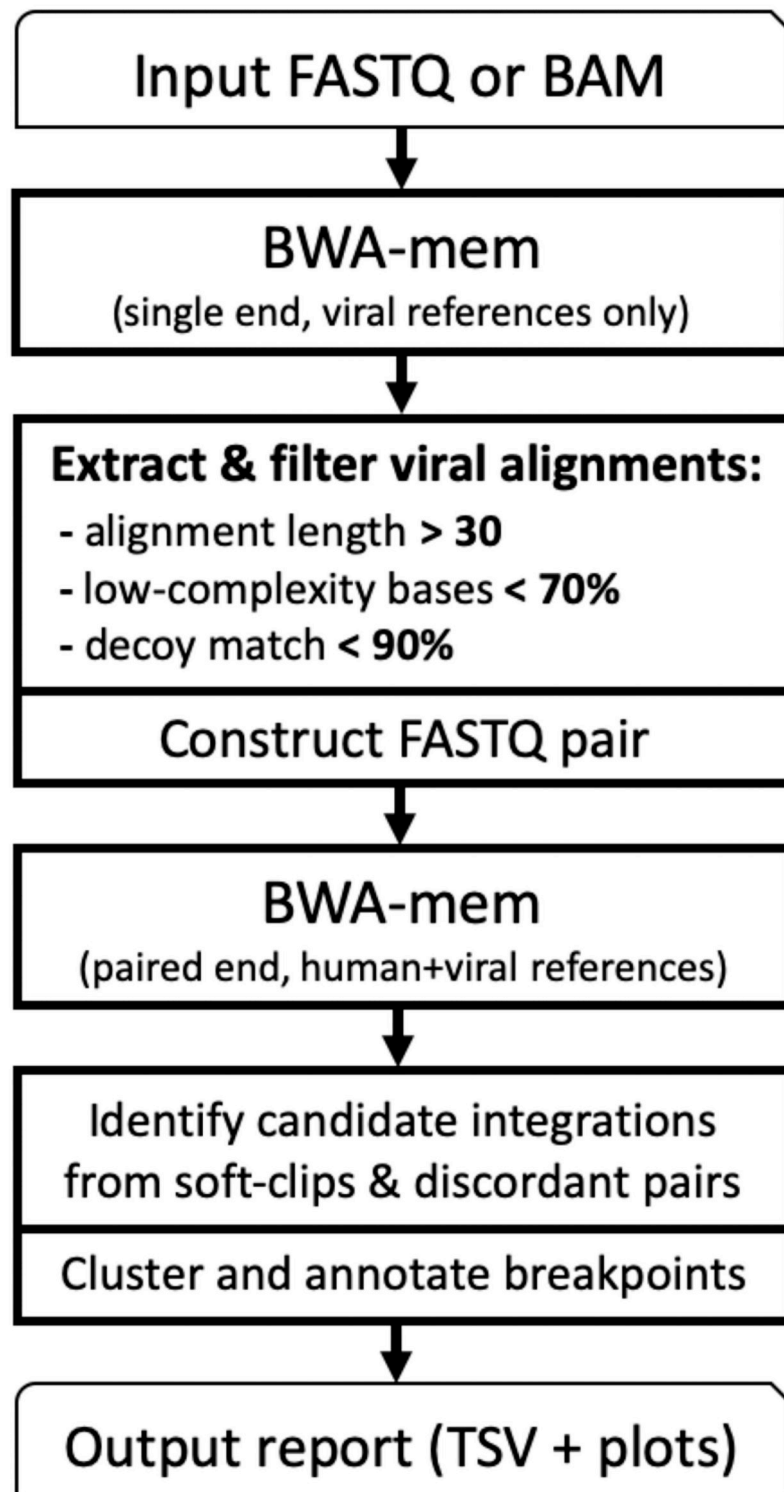 Input FASTQ or BAM
BWA-mem
(single end, viral references only)
Extract & filter viral alignments:
- alignment length > 30
- low-complexity bases < 70%
- decoy match < 90%
Construct FASTQ pair
BWA-mem
(paired end, human+viral references)
Identify candidate integrations
from soft-clips & discordant pairs
Cluster and annotate breakpoints
Output report (TSV + plots)